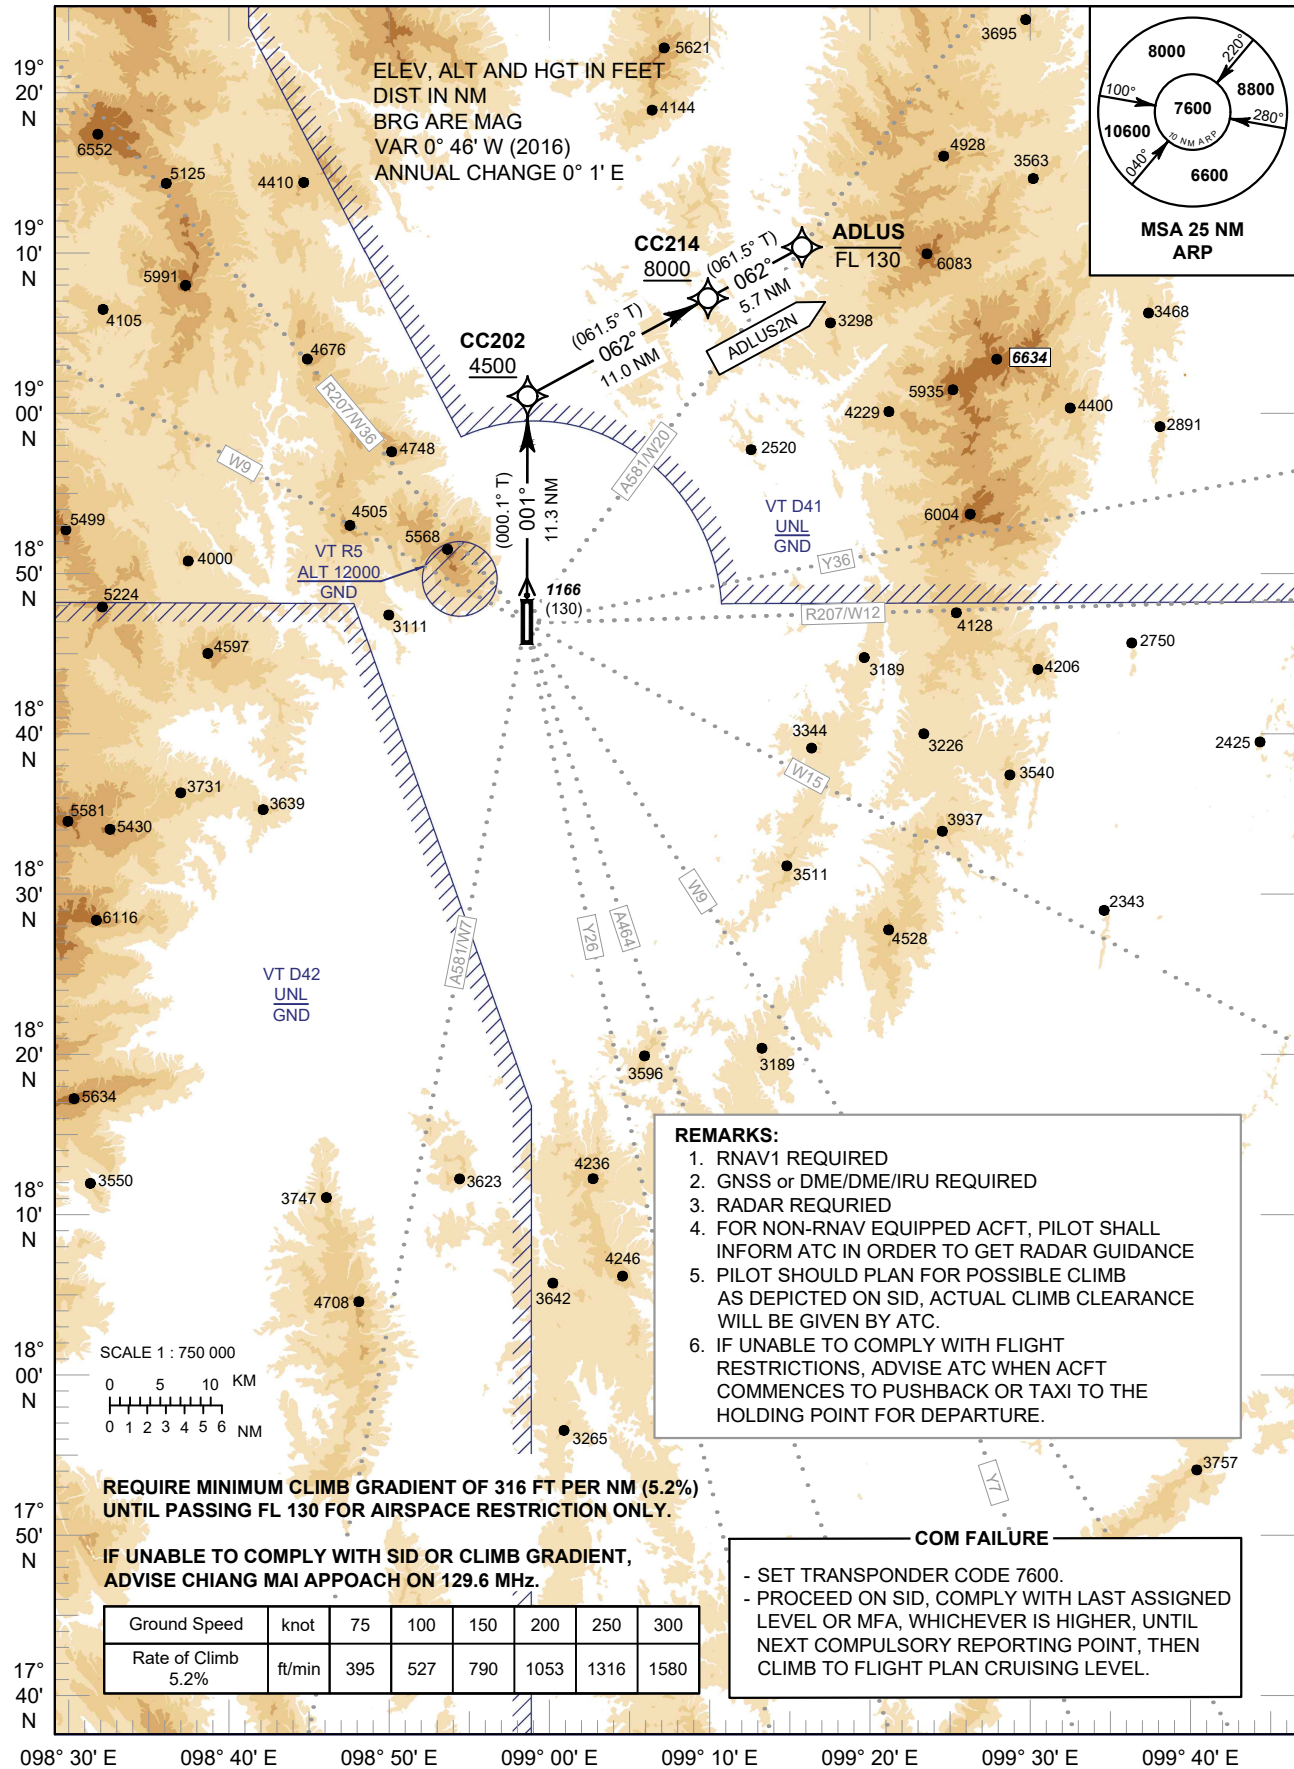 ELEV, ALT AND HGT IN FEET
DIST IN NM
BRG ARE MAG
VAR 0° 46' W (2016)
ANNUAL CHANGE 0° 1' E
8000
220°
8800
100°
7600
280°
10 NM ARP
10600
040°
6600
MSA 25 NM
ARP
19°
20'
N
19°
10'
N
19°
00'
N
18°
50'
N
18°
40'
N
18°
30'
N
18°
20'
N
18°
10'
N
18°
00'
N
17°
50'
N
17°
40'
N
3695
5621
4144
6552
5125
4410
4928
3563
5991
4105
6083
3468
4676
3298
6634
5935
4229
4400
2891
4748
2520
4505
5568
5499
4000
6004
5224
3111
4597
4128
2750
3189
4206
3344
3226
2425
3540
3731
3639
5581
5430
3937
3511
2343
6116
4528
3596
3189
5634
3550
3747
3623
4236
4246
3642
4708
3265
3757
CC214
8000
ADLUS
FL 130
(061.5° T)
062°
5.7 NM
ADLUS2N
CC202
4500
(061.5° T)
062°
11.0 NM
(000.1° T)
001°
11.3 NM
1166
(130)
R207/W36
W9
A581/W20
Y36
R207/W12
W15
W9
A464
Y26
A581/W7
Y7
VT D41
UNL
GND
VT R5
ALT 12000
GND
VT D42
UNL
GND
REMARKS:
1. RNAV1 REQUIRED
2. GNSS or DME/DME/IRU REQUIRED
3. RADAR REQURIED
4. FOR NON-RNAV EQUIPPED ACFT, PILOT SHALL
INFORM ATC IN ORDER TO GET RADAR GUIDANCE
5. PILOT SHOULD PLAN FOR POSSIBLE CLIMB
AS DEPICTED ON SID, ACTUAL CLIMB CLEARANCE
WILL BE GIVEN BY ATC.
6. IF UNABLE TO COMPLY WITH FLIGHT
RESTRICTIONS, ADVISE ATC WHEN ACFT
COMMENCES TO PUSHBACK OR TAXI TO THE
HOLDING POINT FOR DEPARTURE.
SCALE 1 : 750 000
0 5 10 KM
0 1 2 3 4 5 6 NM
REQUIRE MINIMUM CLIMB GRADIENT OF 316 FT PER NM (5.2%)
UNTIL PASSING FL 130 FOR AIRSPACE RESTRICTION ONLY.
IF UNABLE TO COMPLY WITH SID OR CLIMB GRADIENT,
ADVISE CHIANG MAI APPOACH ON 129.6 MHz.
Ground Speed knot 75 100 150 200 250 300
Rate of Climb
5.2% ft/min 395 527 790 1053 1316 1580
COM FAILURE
- SET TRANSPONDER CODE 7600.
- PROCEED ON SID, COMPLY WITH LAST ASSIGNED
LEVEL OR MFA, WHICHEVER IS HIGHER, UNTIL
NEXT COMPULSORY REPORTING POINT, THEN
CLIMB TO FLIGHT PLAN CRUISING LEVEL.
098° 30' E 098° 40' E 098° 50' E 099° 00' E 099° 10' E 099° 20' E 099° 30' E 099° 40' E